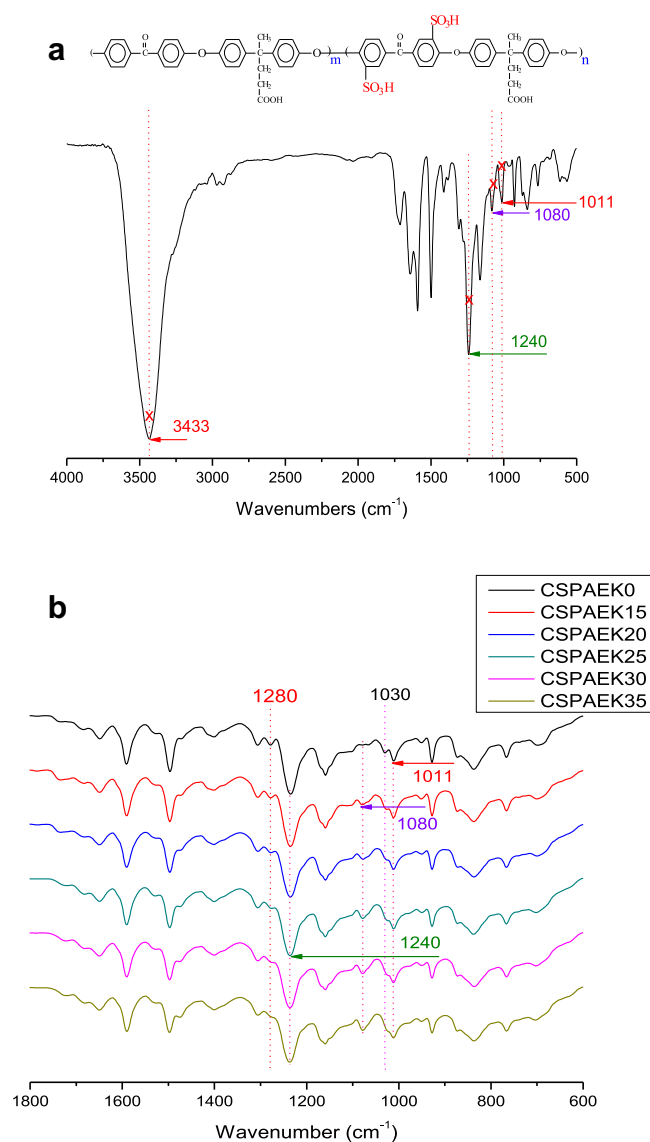 a
SO₃H
O CH₃ O CH₃
( C O C O ) m ( C O C O ) n
CH₂ CH₂
SO₃H
CH₂ CH₂
COOH COOH
1011
1080
1240
3433
4000 3500 3000 2500 2000 1500 1000 500
Wavenumbers (cm⁻¹)
b
CSPAEK0
CSPAEK15
CSPAEK20
CSPAEK25
CSPAEK30
CSPAEK35
1280 1030
1011
1080
1240
1800 1600 1400 1200 1000 800 600
Wavenumber (cm⁻¹)